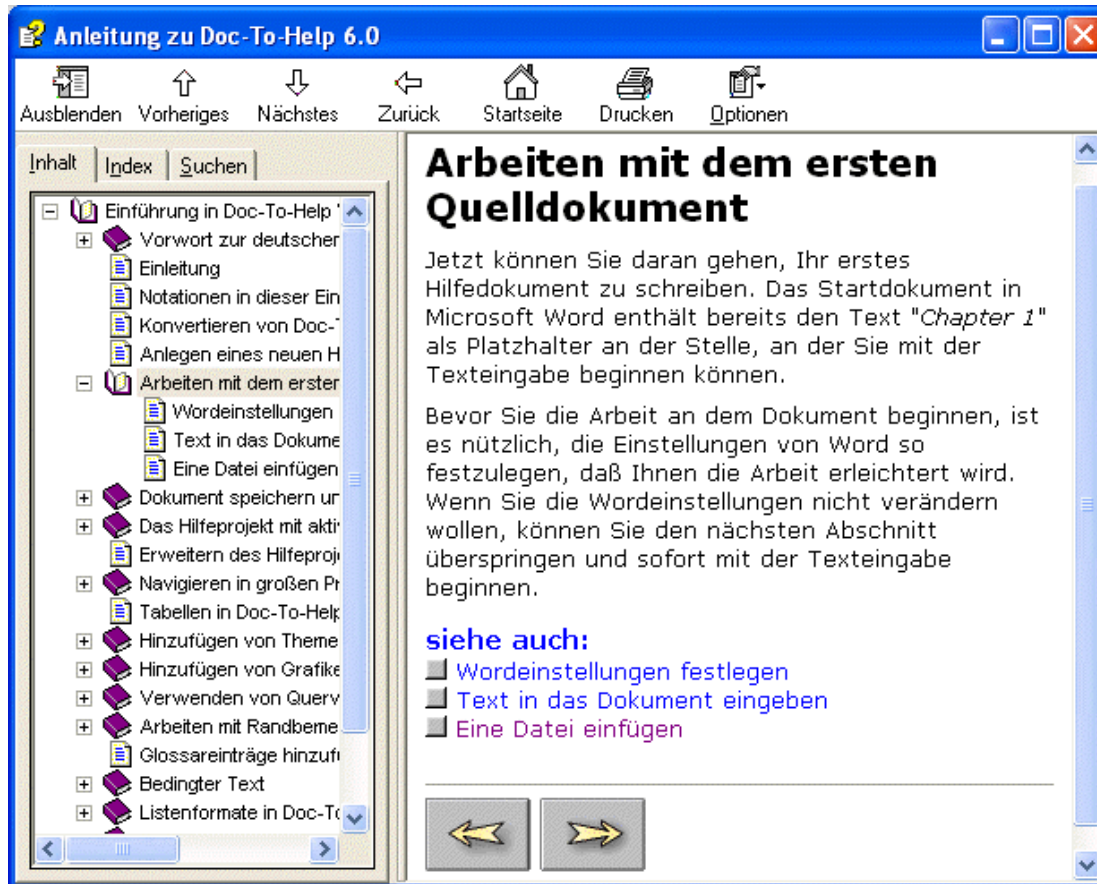 Anleitung zu Doc-To-Help 6.0
Ausblenden Vorheriges Nächstes Zurück Startseite Drucken Optionen
Inhalt Index Suchen
Einführung in Doc-To-Help
Vorwort zur deutscher
Einleitung
Notationen in dieser Ein
Konvertieren von Doc-
Anlegen eines neuen H
Arbeiten mit dem erster
Wordeinstellungen
Text in das Dokume
Eine Datei einfügen
Dokument speichern ur
Das Hilfeprojekt mit akti
Erweitern des Hilfeproj
Navigieren in großen Pr
Tabellen in Doc-To-Help
Hinzufügen von Theme
Hinzufügen von Grafike
Verwenden von Querv
Arbeiten mit Randbeme
Glossareinträge hinzuf
Bedingter Text
Listenformate in Doc-To
Arbeiten mit dem ersten
Quelldokument
Jetzt können Sie daran gehen, Ihr erstes
Hilfedokument zu schreiben. Das Startdokument in
Microsoft Word enthält bereits den Text "Chapter 1"
als Platzhalter an der Stelle, an der Sie mit der
Texteingabe beginnen können.
Bevor Sie die Arbeit an dem Dokument beginnen, ist
es nützlich, die Einstellungen von Word so
festzulegen, daß Ihnen die Arbeit erleichtert wird.
Wenn Sie die Wordeinstellungen nicht verändern
wollen, können Sie den nächsten Abschnitt
überspringen und sofort mit der Texteingabe
beginnen.
siehe auch:
Wordeinstellungen festlegen
Text in das Dokument eingeben
Eine Datei einfügen